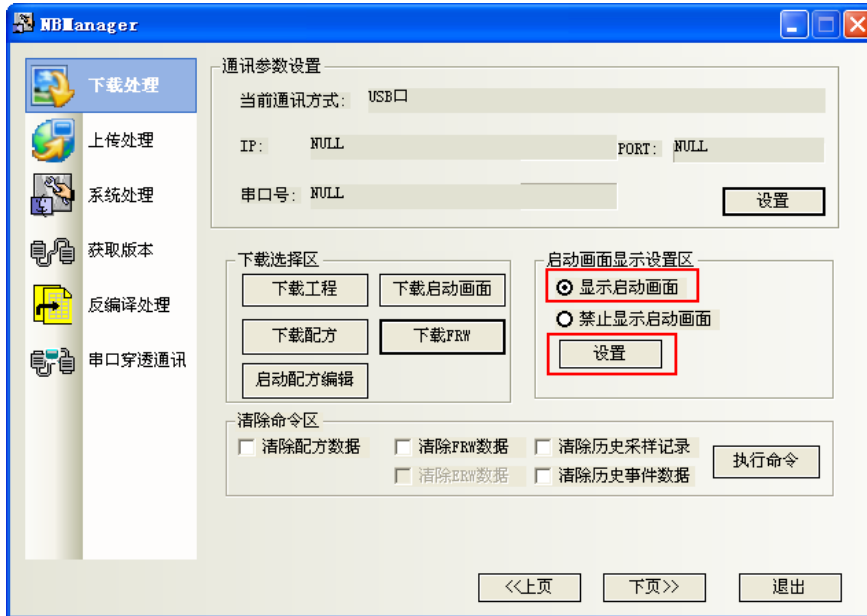 NBManager
下载处理
上传处理
系统处理
获取版本
反编译处理
串口穿透通讯
通讯参数设置
当前通讯方式: USB口
IP: NULL PORT: NULL
串口号: NULL 设置
下载选择区
下载工程 下载启动画面
下载配方 下载FRW
启动配方编辑
启动画面显示设置区
显示启动画面
禁止显示启动画面
设置
清除命令区
清除配方数据 清除FRW数据 清除历史采样记录
清除ERW数据 清除历史事件数据
执行命令
<<上页 下页>> 退出